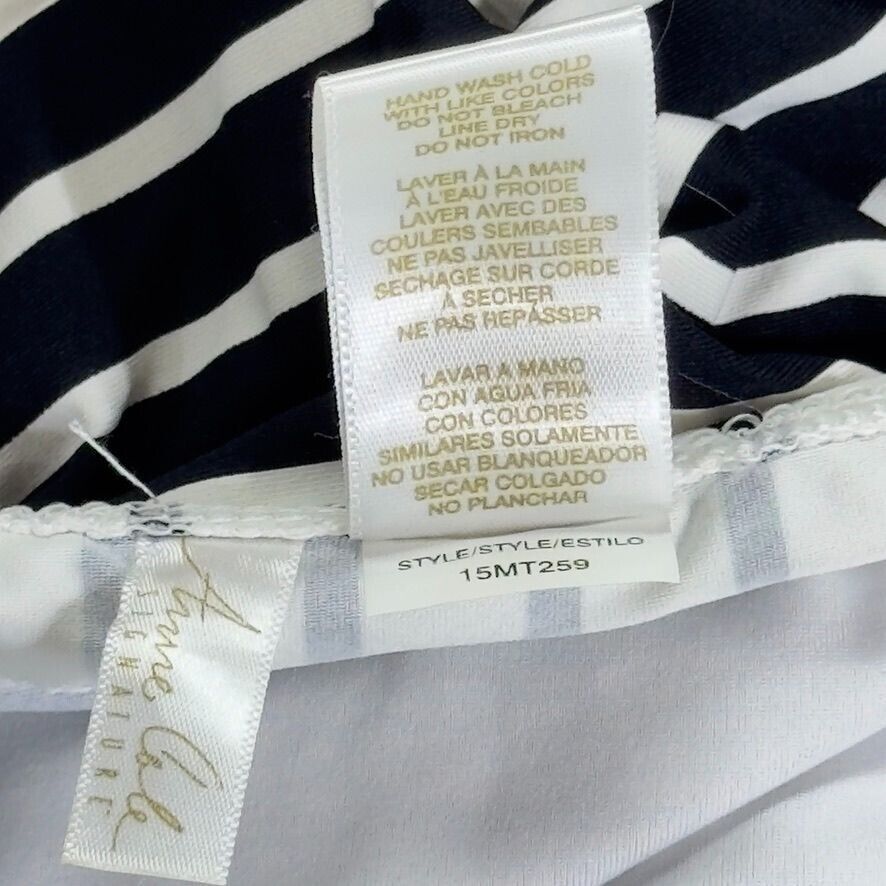 HAND WASH COLD
WITH LIKE COLORS
DO NOT BLEACH
LINE DRY
DO NOT IRON
LAVER À LA MAIN
À L'EAU FROIDE
LAVER AVEC DES
COULERS SEMBABLES
NE PAS JAVELLISER
SECHAGE SUR CORDE
À SECHER
NE PAS HEPASSER
LAVAR A MANO
CON AGUA FRIA
CON COLORES
SIMILARES SOLAMENTE
NO USAR BLANQUEADOR
SECAR COLGADO
NO PLANCHAR
STYLE/STYLE/ESTILO
15MT259
Anne Cole
SIGNATURE